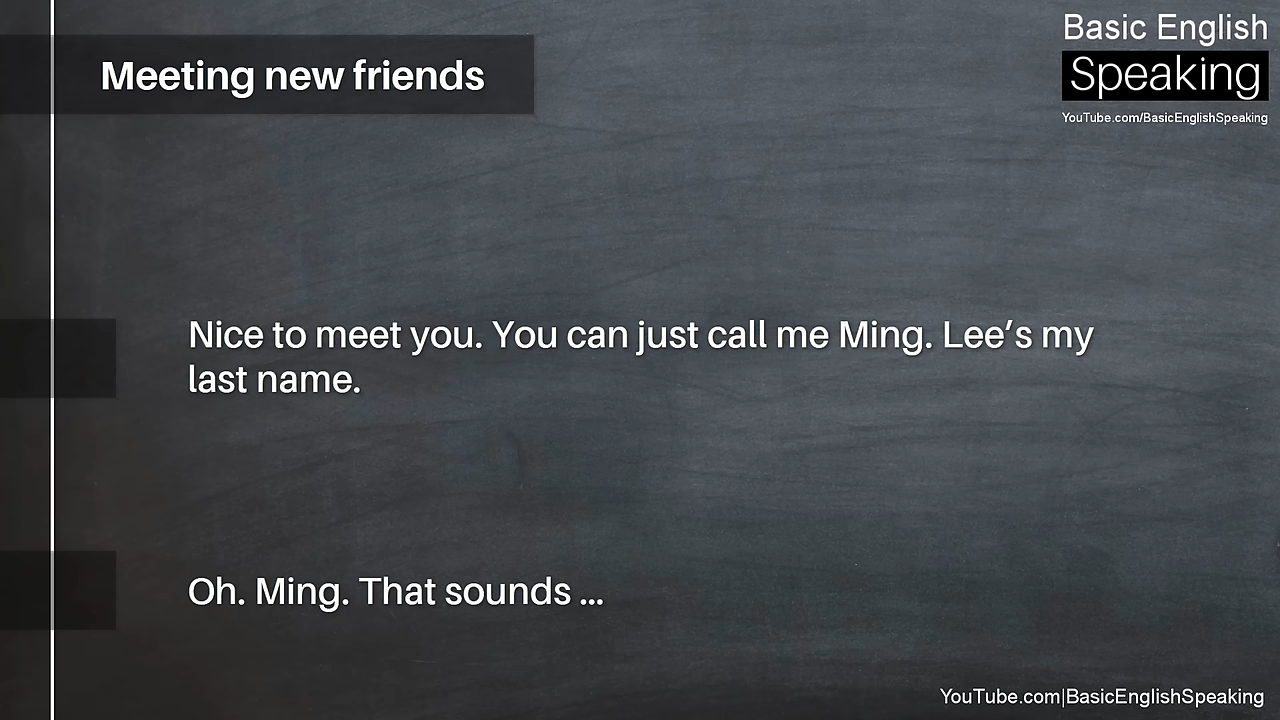 Basic English
Meeting new friends
Speaking
YouTube.com/BasicEnglishSpeaking
Nice to meet you. You can just call me Ming. Lee’s my
last name.
Oh. Ming. That sounds ...
YouTube.com|BasicEnglishSpeaking